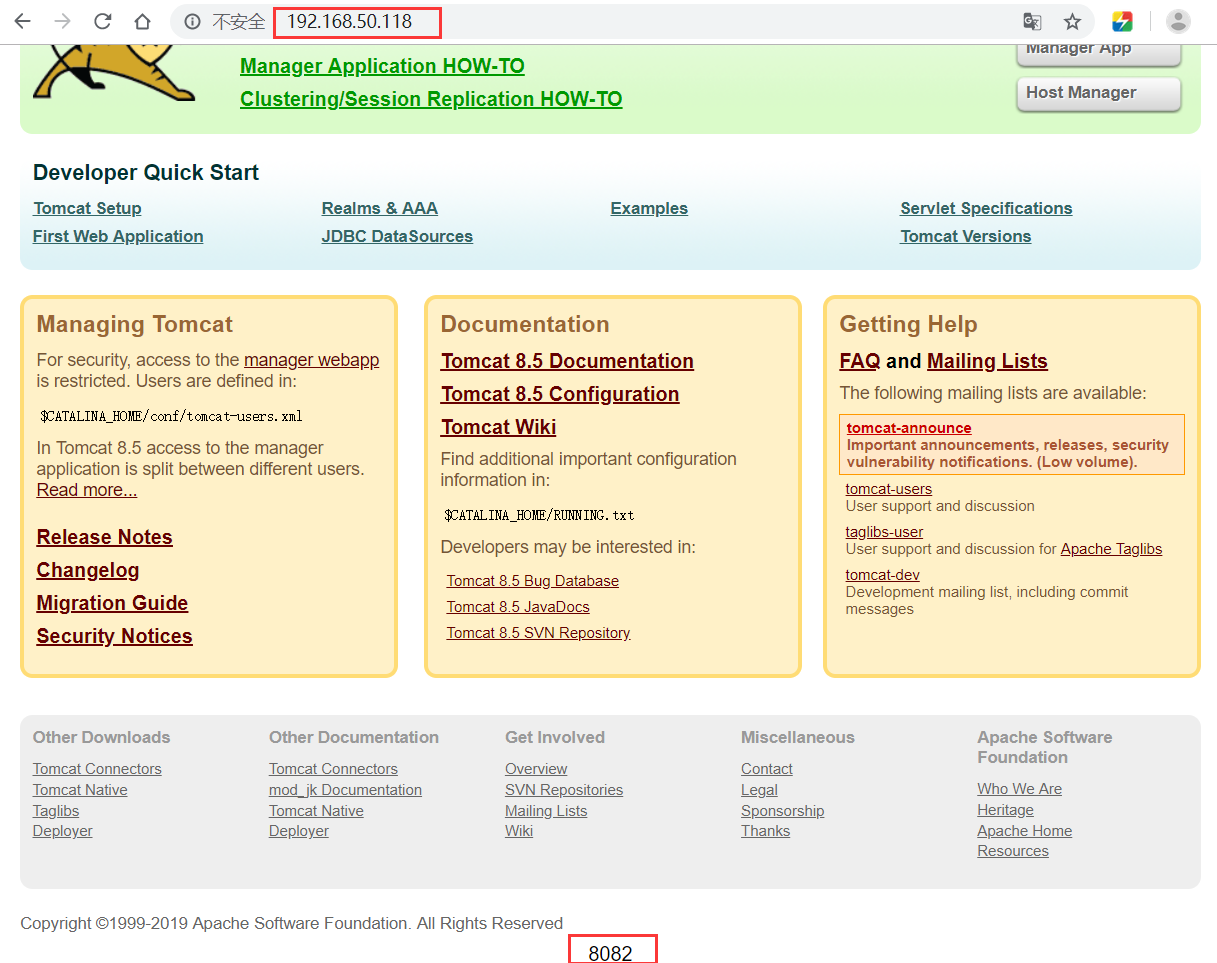 不安全 192.168.50.118
Manager Application HOW-TO
Clustering/Session Replication HOW-TO
Manager App
Host Manager
Developer Quick Start
Tomcat Setup
First Web Application
Realms & AAA
JDBC DataSources
Examples
Servlet Specifications
Tomcat Versions
Managing Tomcat
For security, access to the manager webapp
is restricted. Users are defined in:
$CATALINA_HOME/conf/tomcat-users.xml
In Tomcat 8.5 access to the manager
application is split between different users.
Read more...
Release Notes
Changelog
Migration Guide
Security Notices
Documentation
Tomcat 8.5 Documentation
Tomcat 8.5 Configuration
Tomcat Wiki
Find additional important configuration
information in:
$CATALINA_HOME/RUNNING.txt
Developers may be interested in:
Tomcat 8.5 Bug Database
Tomcat 8.5 JavaDocs
Tomcat 8.5 SVN Repository
Getting Help
FAQ and Mailing Lists
The following mailing lists are available:
tomcat-announce
Important announcements, releases, security
vulnerability notifications. (Low volume).
tomcat-users
User support and discussion
taglibs-user
User support and discussion for Apache Taglibs
tomcat-dev
Development mailing list, including commit
messages
Other Downloads
Tomcat Connectors
Tomcat Native
Taglibs
Deployer
Other Documentation
Tomcat Connectors
mod_jk Documentation
Tomcat Native
Deployer
Get Involved
Overview
SVN Repositories
Mailing Lists
Wiki
Miscellaneous
Contact
Legal
Sponsorship
Thanks
Apache Software
Foundation
Who We Are
Heritage
Apache Home
Resources
Copyright ©1999-2019 Apache Software Foundation. All Rights Reserved
8082